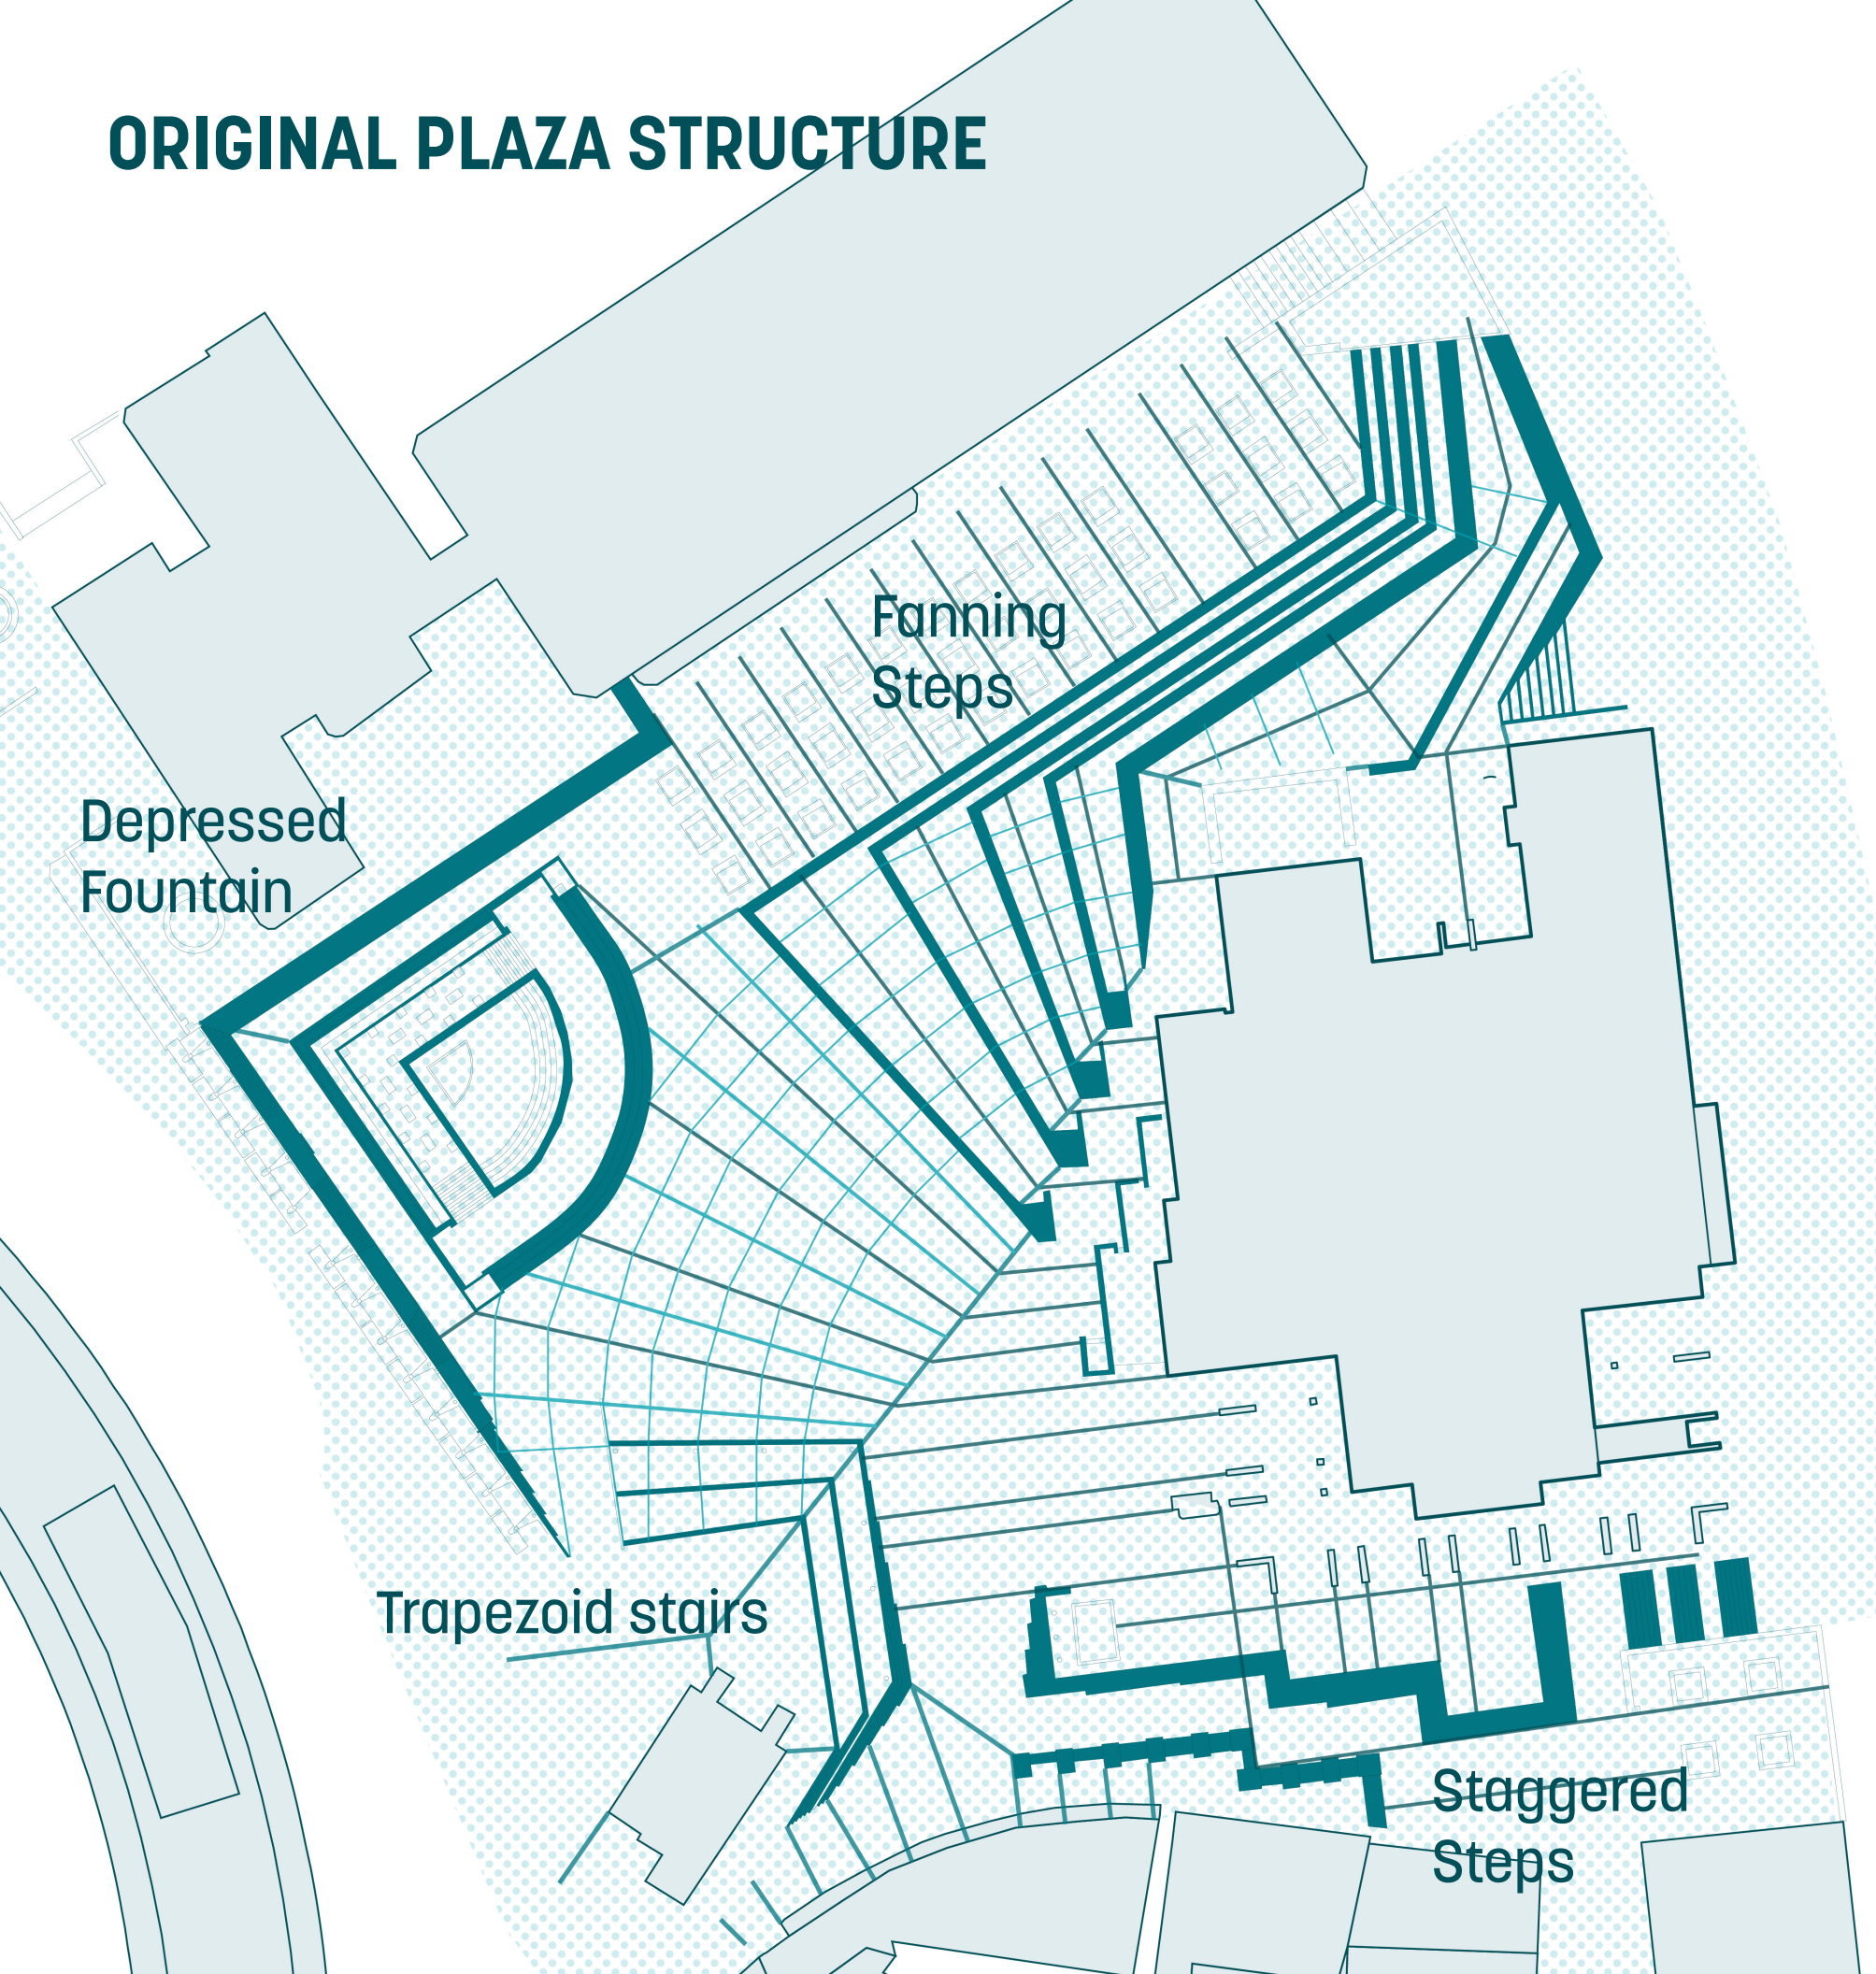 ORIGINAL PLAZA STRUCTURE
Fanning
Steps
Depressed
Fountain
Trapezoid stairs
Staggered
Steps